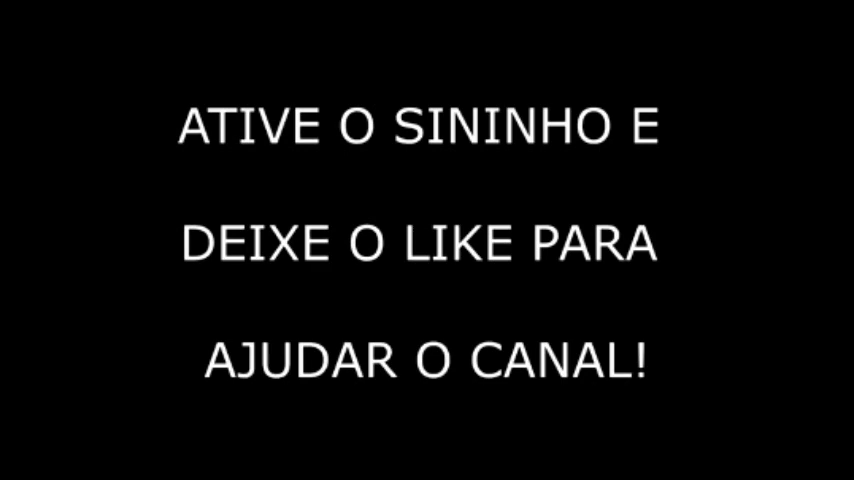 ATIVE O SININHO E
DEIXE O LIKE PARA
AJUDAR O CANAL!